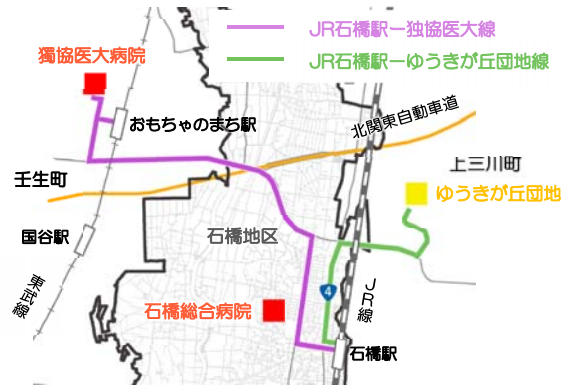 JR石橋駅ー独協医大線
JR石橋駅ーゆうきが丘団地線
獨協医大病院
おもちゃのまち駅
北関東自動車道
上三川町
壬生町
ゆうきが丘団地
国谷駅
石橋地区
東武線
4
JR線
石橋総合病院
石橋駅